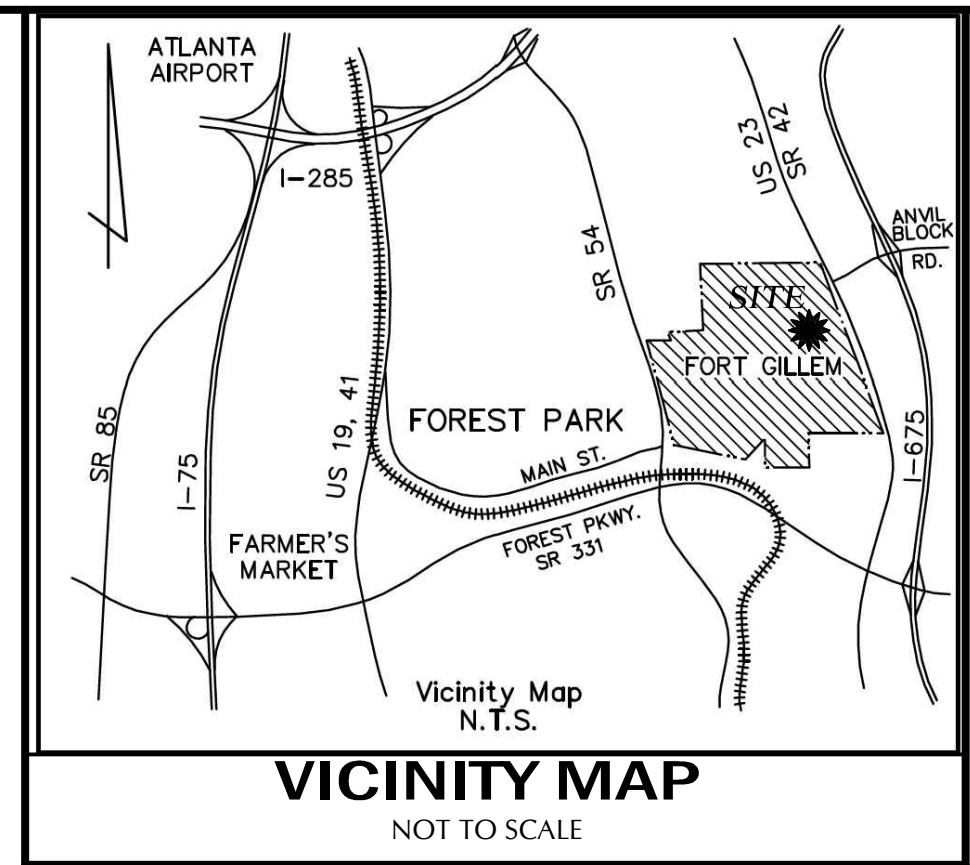 ATLANTA
AIRPORT
I-285
US 23
SR 42
ANVIL
BLOCK
RD.
SR 54
SITE
FORT GILLEM
SR 85
I-75
US 19, 41
FOREST PARK
MAIN ST.
I-675
FARMER'S
MARKET
FOREST PKWY.
SR 331
Vicinity Map
N.T.S.
VICINITY MAP
NOT TO SCALE